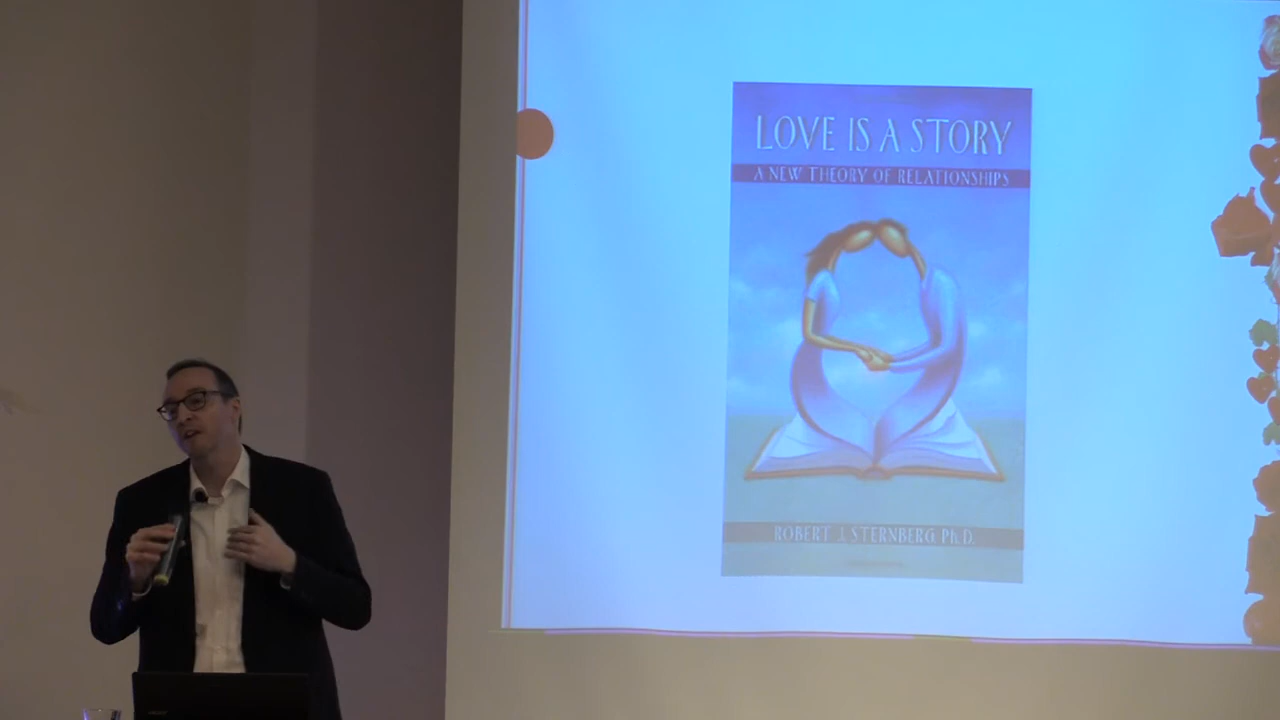 LOVE IS A STORY
A NEW THEORY OF RELATIONSHIPS
ROBERT J. STERNBERG, Ph.D.